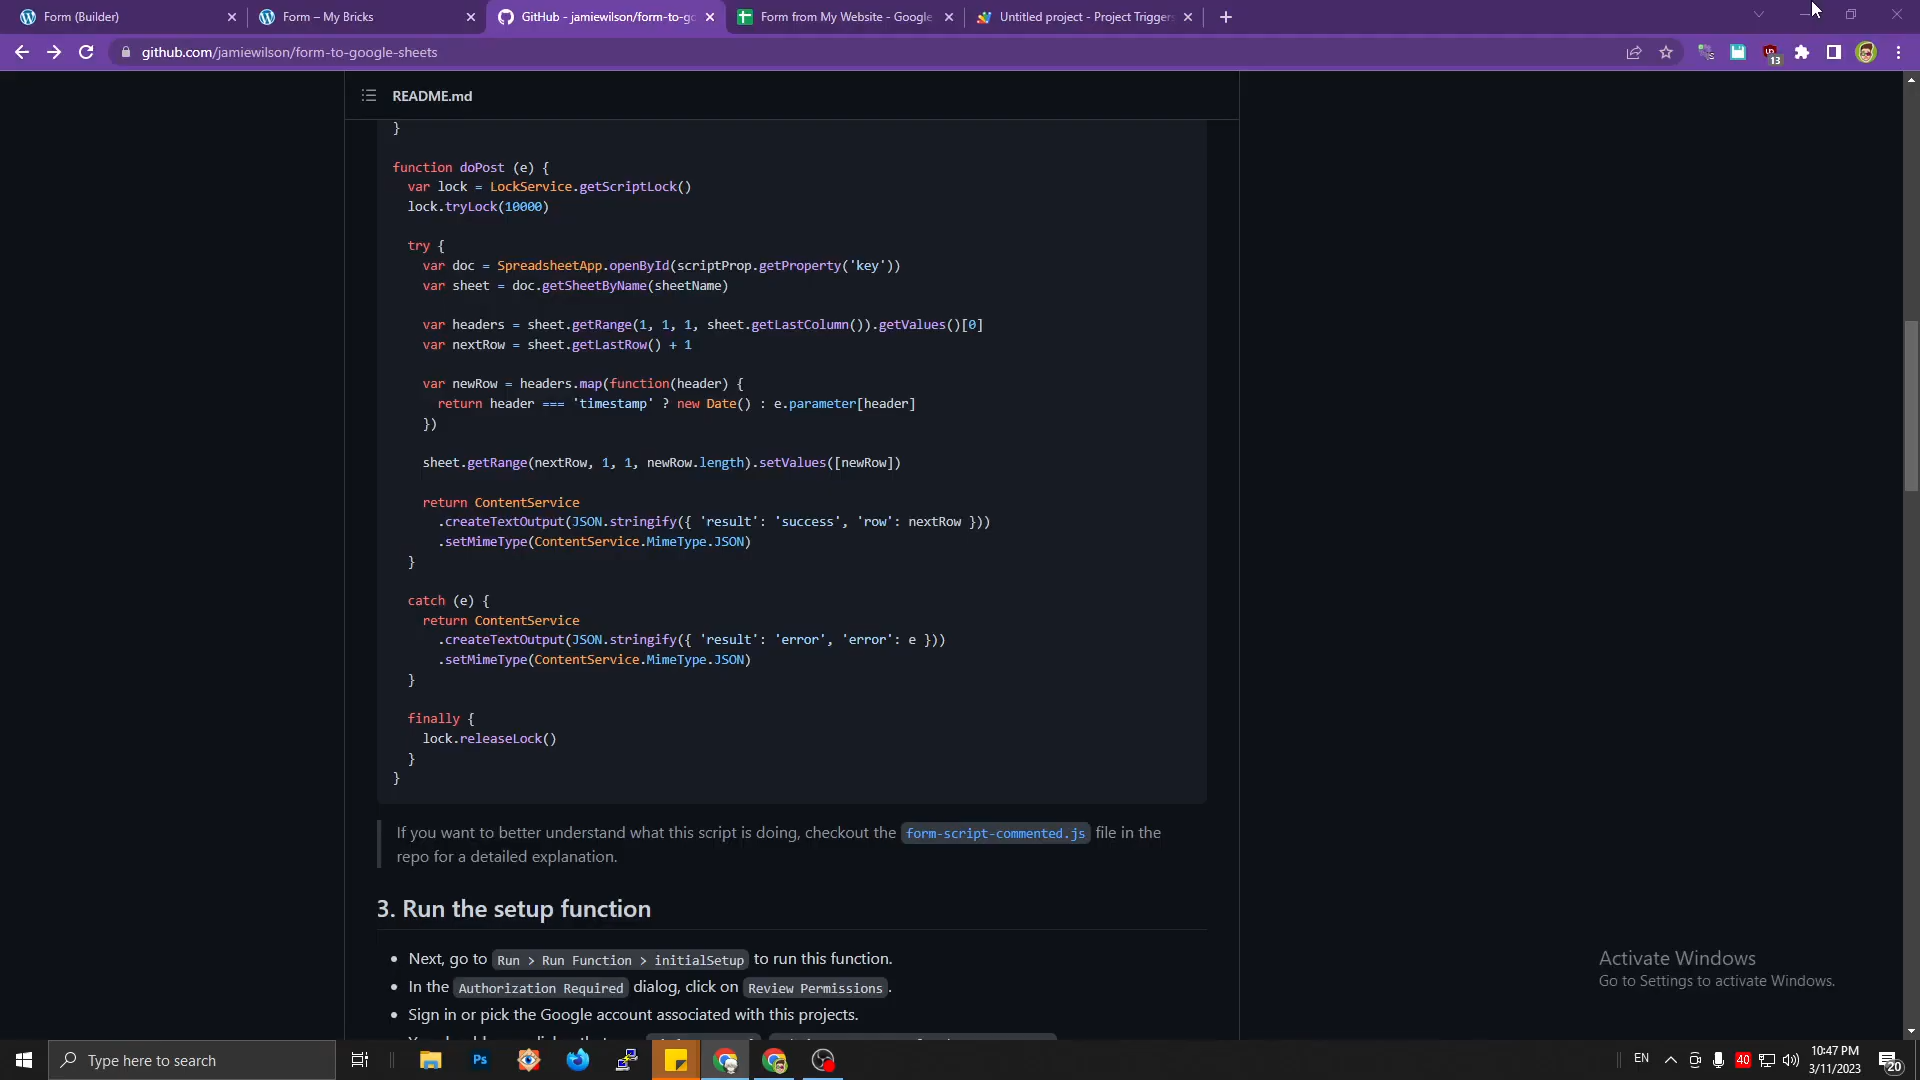 Form (Builder)
Form – My Bricks
GitHub - jamiewilson/form-to-go
Form from My Website - Google
Untitled project - Project Triggers
github.com/jamiewilson/form-to-google-sheets
13
README.md
}
function doPost (e) {
var lock = LockService.getScriptLock()
lock.tryLock(10000)
try {
var doc = SpreadsheetApp.openById(scriptProp.getProperty('key'))
var sheet = doc.getSheetByName(sheetName)
var headers = sheet.getRange(1, 1, 1, sheet.getLastColumn()).getValues()[0]
var nextRow = sheet.getLastRow() + 1
var newRow = headers.map(function(header) {
return header === 'timestamp' ? new Date() : e.parameter[header]
})
sheet.getRange(nextRow, 1, 1, newRow.length).setValues([newRow])
return ContentService
.createTextOutput(JSON.stringify({ 'result': 'success', 'row': nextRow }))
.setMimeType(ContentService.MimeType.JSON)
}
catch (e) {
return ContentService
.createTextOutput(JSON.stringify({ 'result': 'error', 'error': e }))
.setMimeType(ContentService.MimeType.JSON)
}
finally {
lock.releaseLock()
}
}
If you want to better understand what this script is doing, checkout the form-script-commented.js file in the
repo for a detailed explanation.
3. Run the setup function
Next, go to Run > Run Function > initialSetup to run this function.
In the Authorization Required dialog, click on Review Permissions.
Sign in or pick the Google account associated with this projects.
Activate Windows
Go to Settings to activate Windows.
Type here to search
Ps
EN
40
10:47 PM
3/11/2023
20